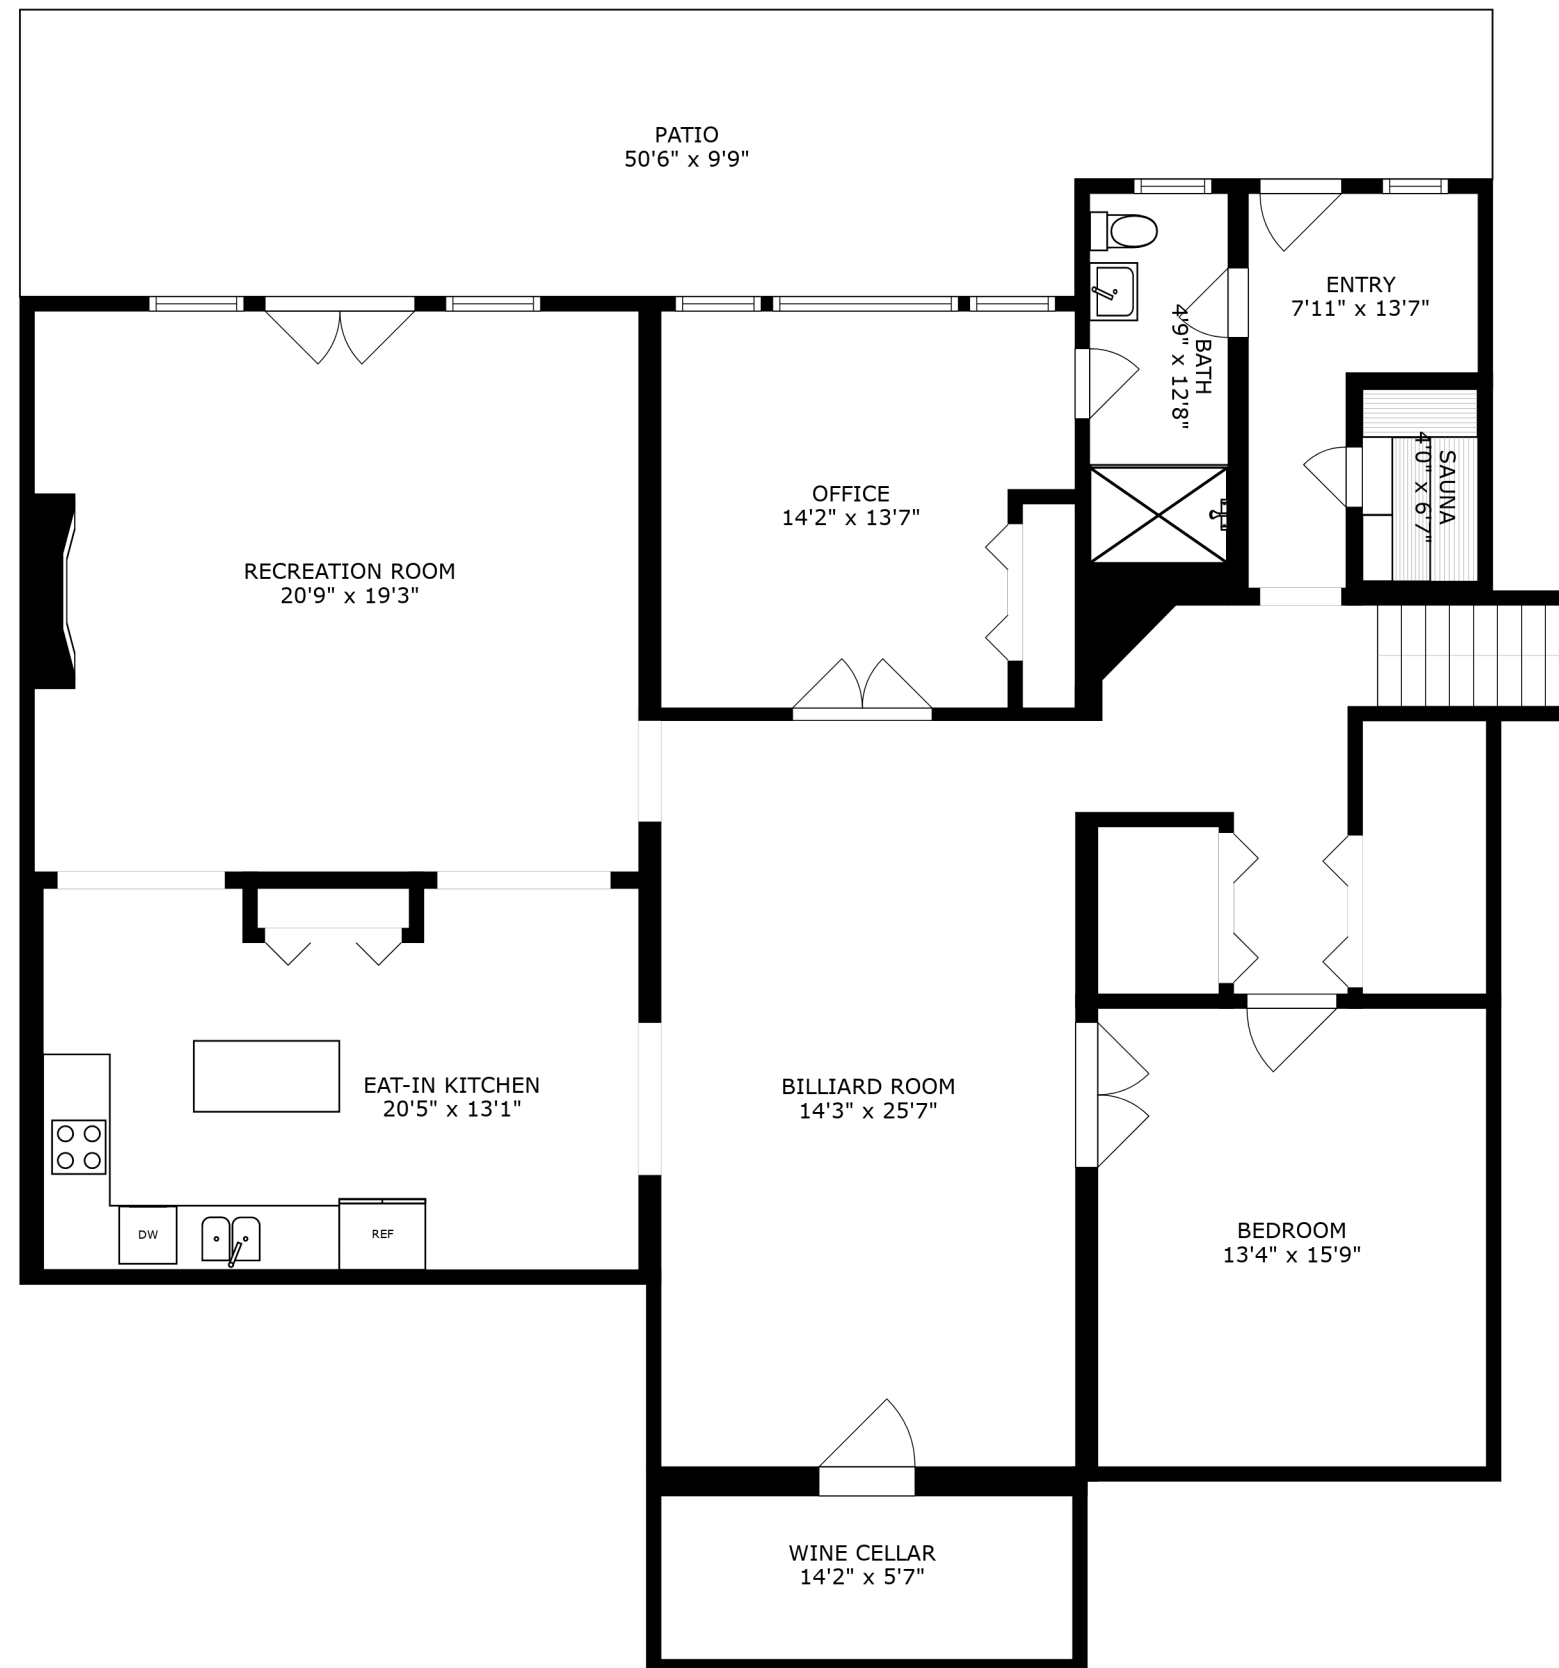 PATIO
50'6" x 9'9"
ENTRY
7'11" x 13'7"
BATH
4'9" x 12'8"
SAUNA
4'0" x 6'7"
OFFICE
14'2" x 13'7"
RECREATION ROOM
20'9" x 19'3"
EAT-IN KITCHEN
20'5" x 13'1"
BILLIARD ROOM
14'3" x 25'7"
DW
REF
BEDROOM
13'4" x 15'9"
WINE CELLAR
14'2" x 5'7"